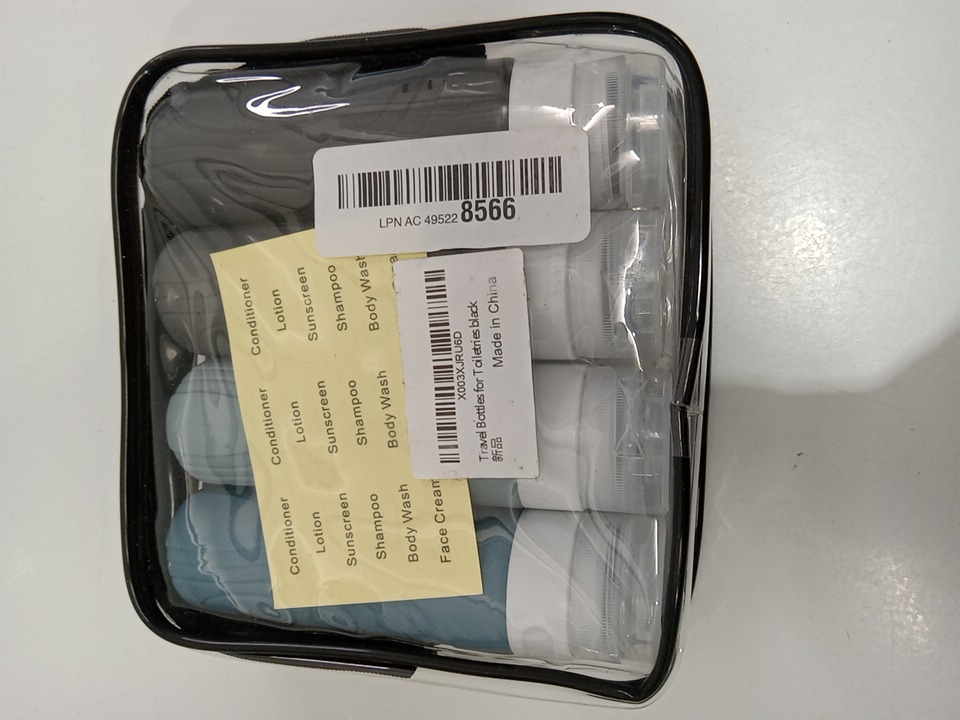 LPN AC 49522 8566
X003XJRU6D
Travel Bottles for Toiletries black
新品 Made in China
Conditioner Conditioner Conditioner
Lotion Lotion Lotion
Sunscreen Sunscreen Sunscreen
Shampoo Shampoo Shampoo
Body Wash Body Wash Body Wash
Face Cream